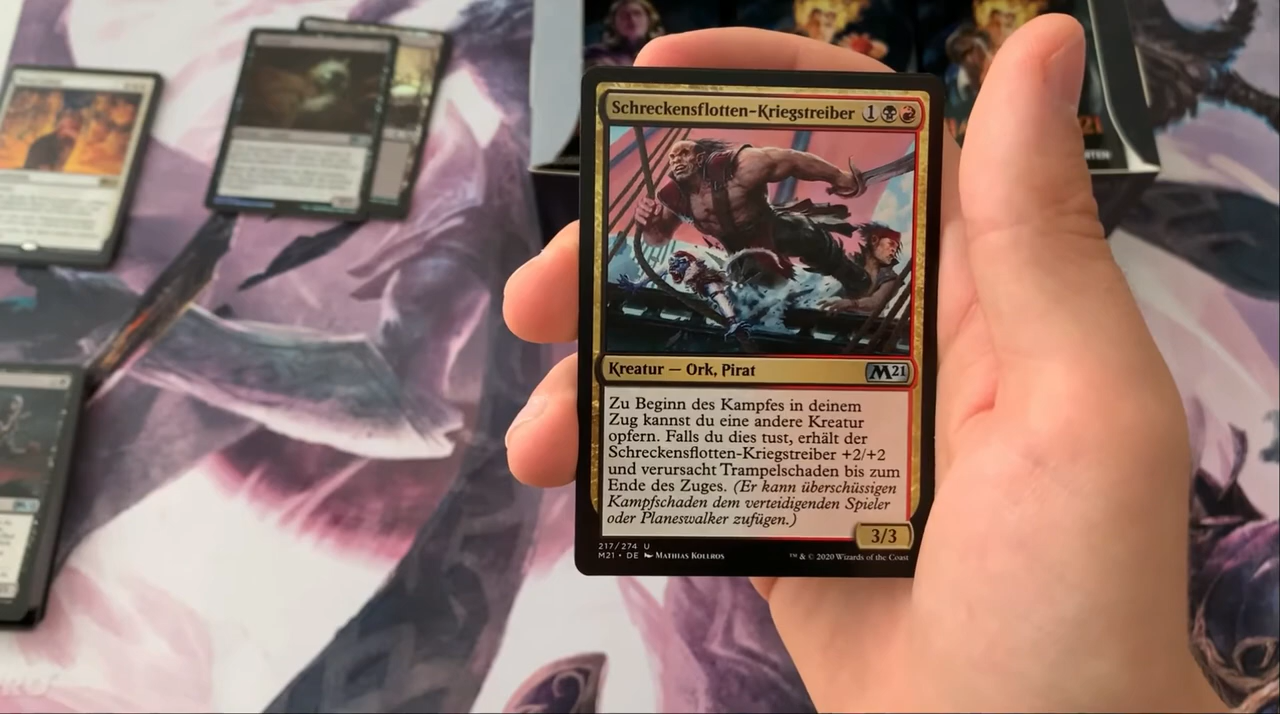 Schreckensflotten-Kriegstreiber 1
Kreatur — Ork, Pirat
M21
Zu Beginn des Kampfes in deinem
Zug kannst du eine andere Kreatur
opfern. Falls du dies tust, erhält der
Schreckensflotten-Kriegstreiber +2/+2
und verursacht Trampelschaden bis zum
Ende des Zuges. (Er kann überschüssigen
Kampfschaden dem verteidigenden Spieler
oder Planeswalker zufügen.)
3/3
217/274 U
M21 • DE Mathias Kollros
™ & © 2020 Wizards of the Coast